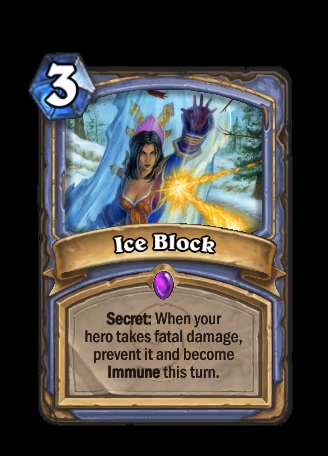 3
Ice Block
Secret: When your
hero takes fatal damage,
prevent it and become
Immune this turn.